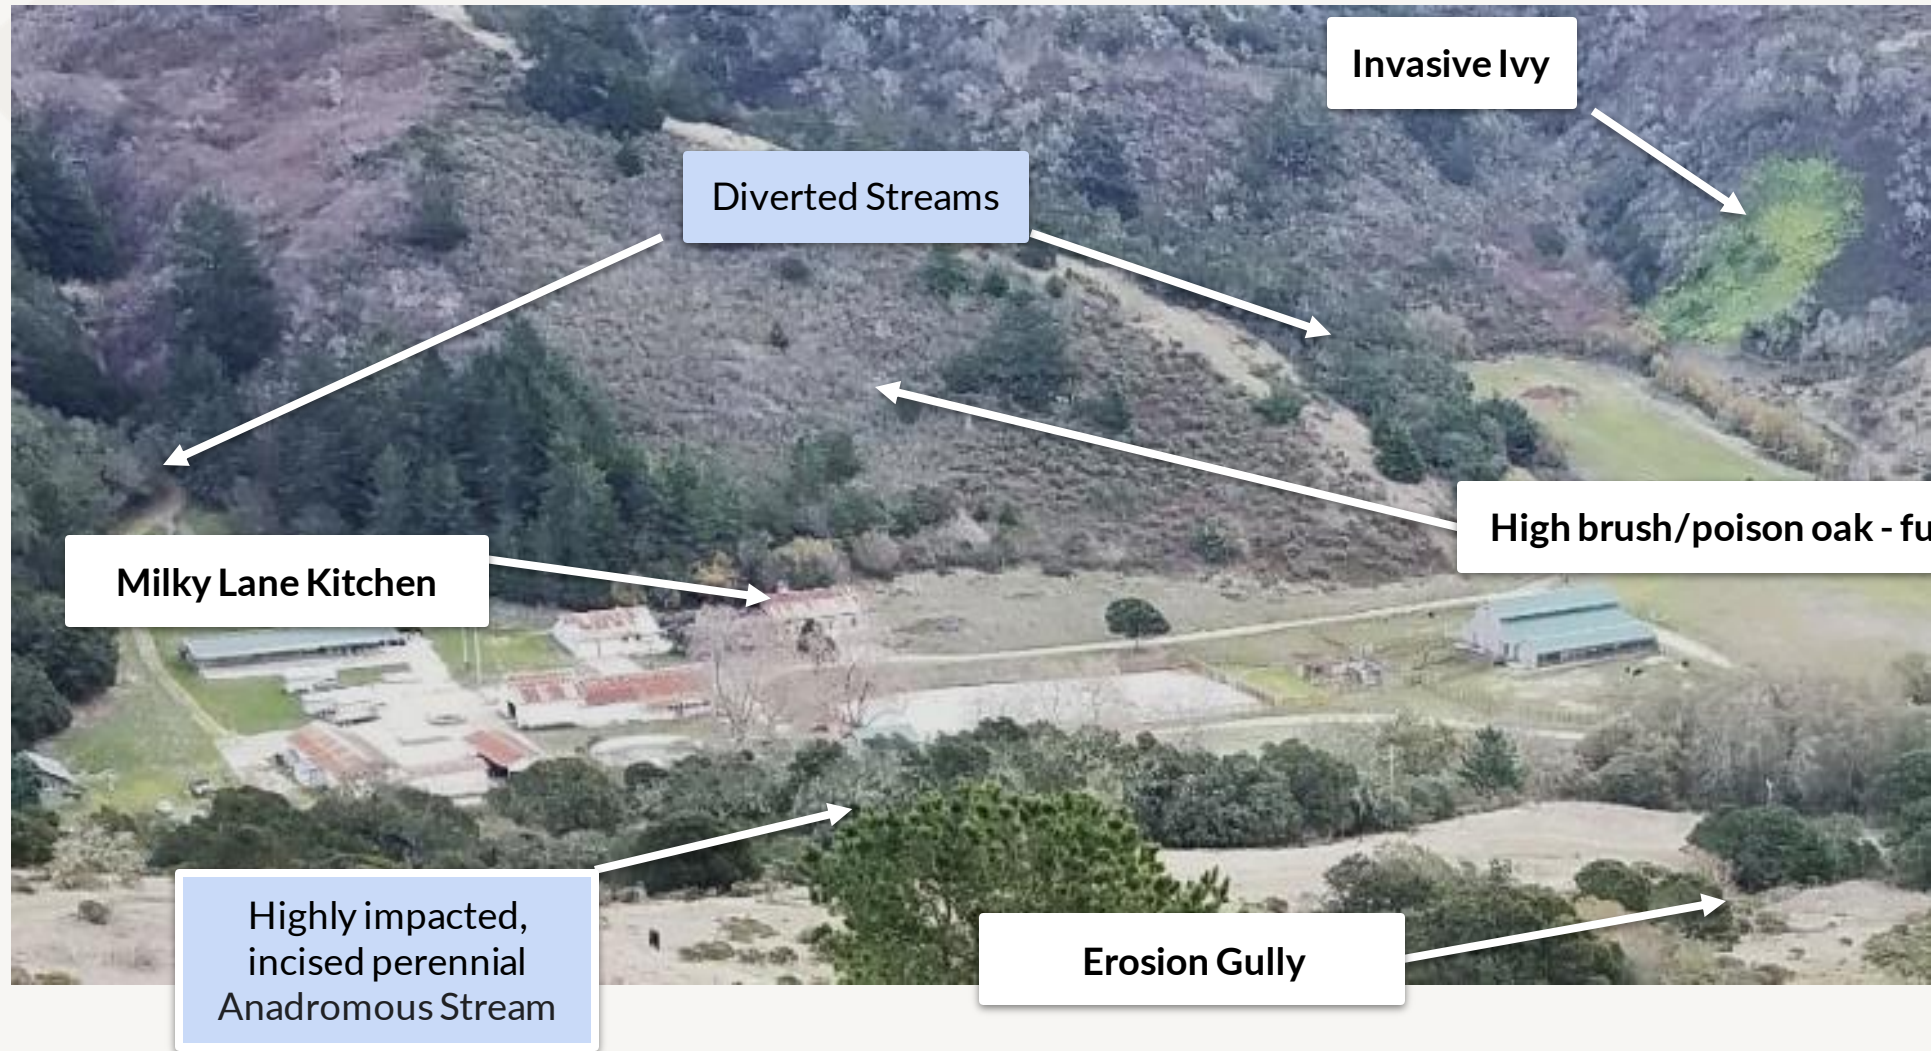 Invasive Ivy
Diverted Streams
High brush/poison oak - fu
Milky Lane Kitchen
Highly impacted,
incised perennial
Anadromous Stream
Erosion Gully